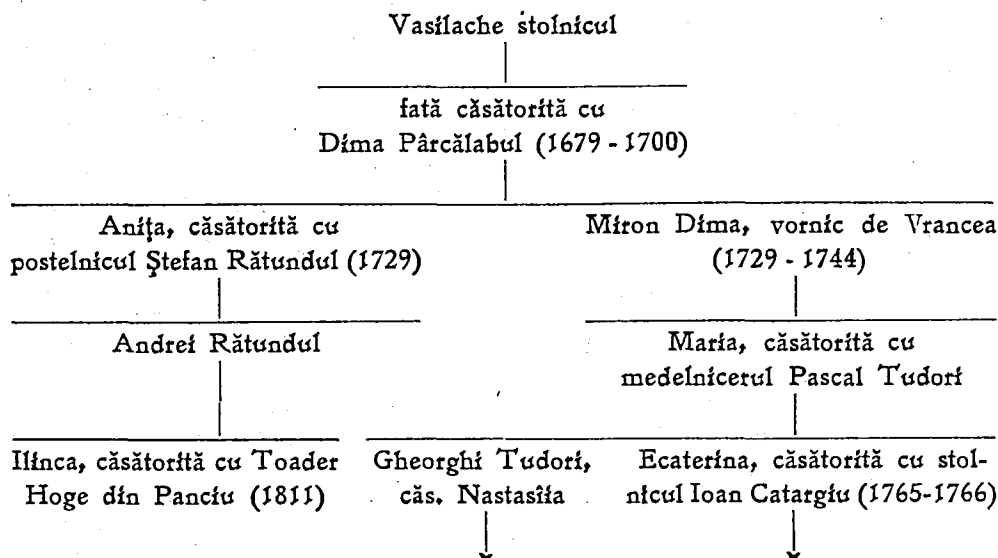 Vasilache stolnicul
fată căsătorită cu
Dima Pârcălabul (1679 - 1700)
Aniţa, căsătorită cu
postelnicul Ştefan Rătundul (1729)
Miron Dima, vornic de Vrancea
(1729 - 1744)
Andrei Rătundul
Maria, căsătorită cu
medelnicerul Pascal Tudori
Ilinca, căsătorită cu Toader
Hoge din Panciu (1811)
Gheorghi Tudori,
căs. Nastasiia
Ecaterina, căsătorită cu stol-
nicul Ioan Catargiu (1765-1766)